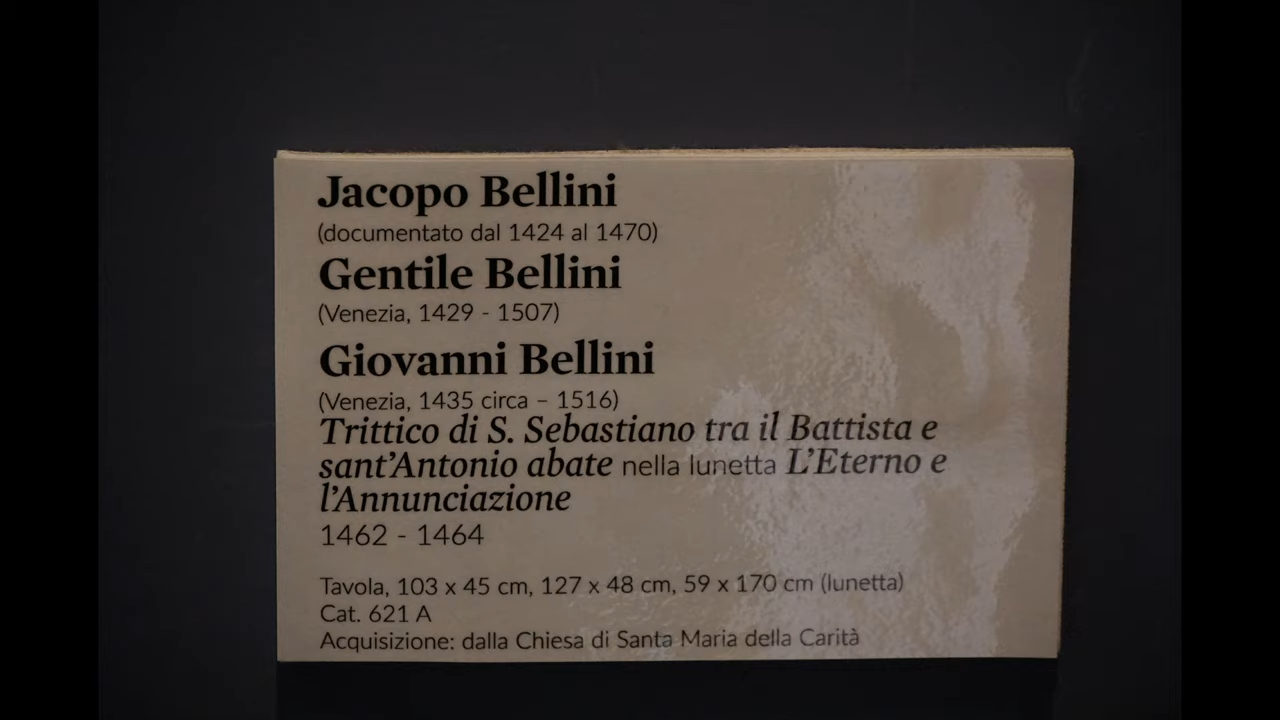 Jacopo Bellini
(documentato dal 1424 al 1470)
Gentile Bellini
(Venezia, 1429 - 1507)
Giovanni Bellini
(Venezia, 1435 circa – 1516)
Trittico di S. Sebastiano tra il Battista e
sant'Antonio abate nella lunetta L'Eterno e
l'Annunciazione
1462 - 1464
Tavola, 103 x 45 cm, 127 x 48 cm, 59 x 170 cm (lunetta)
Cat. 621 A
Acquisizione: dalla Chiesa di Santa Maria della Carità